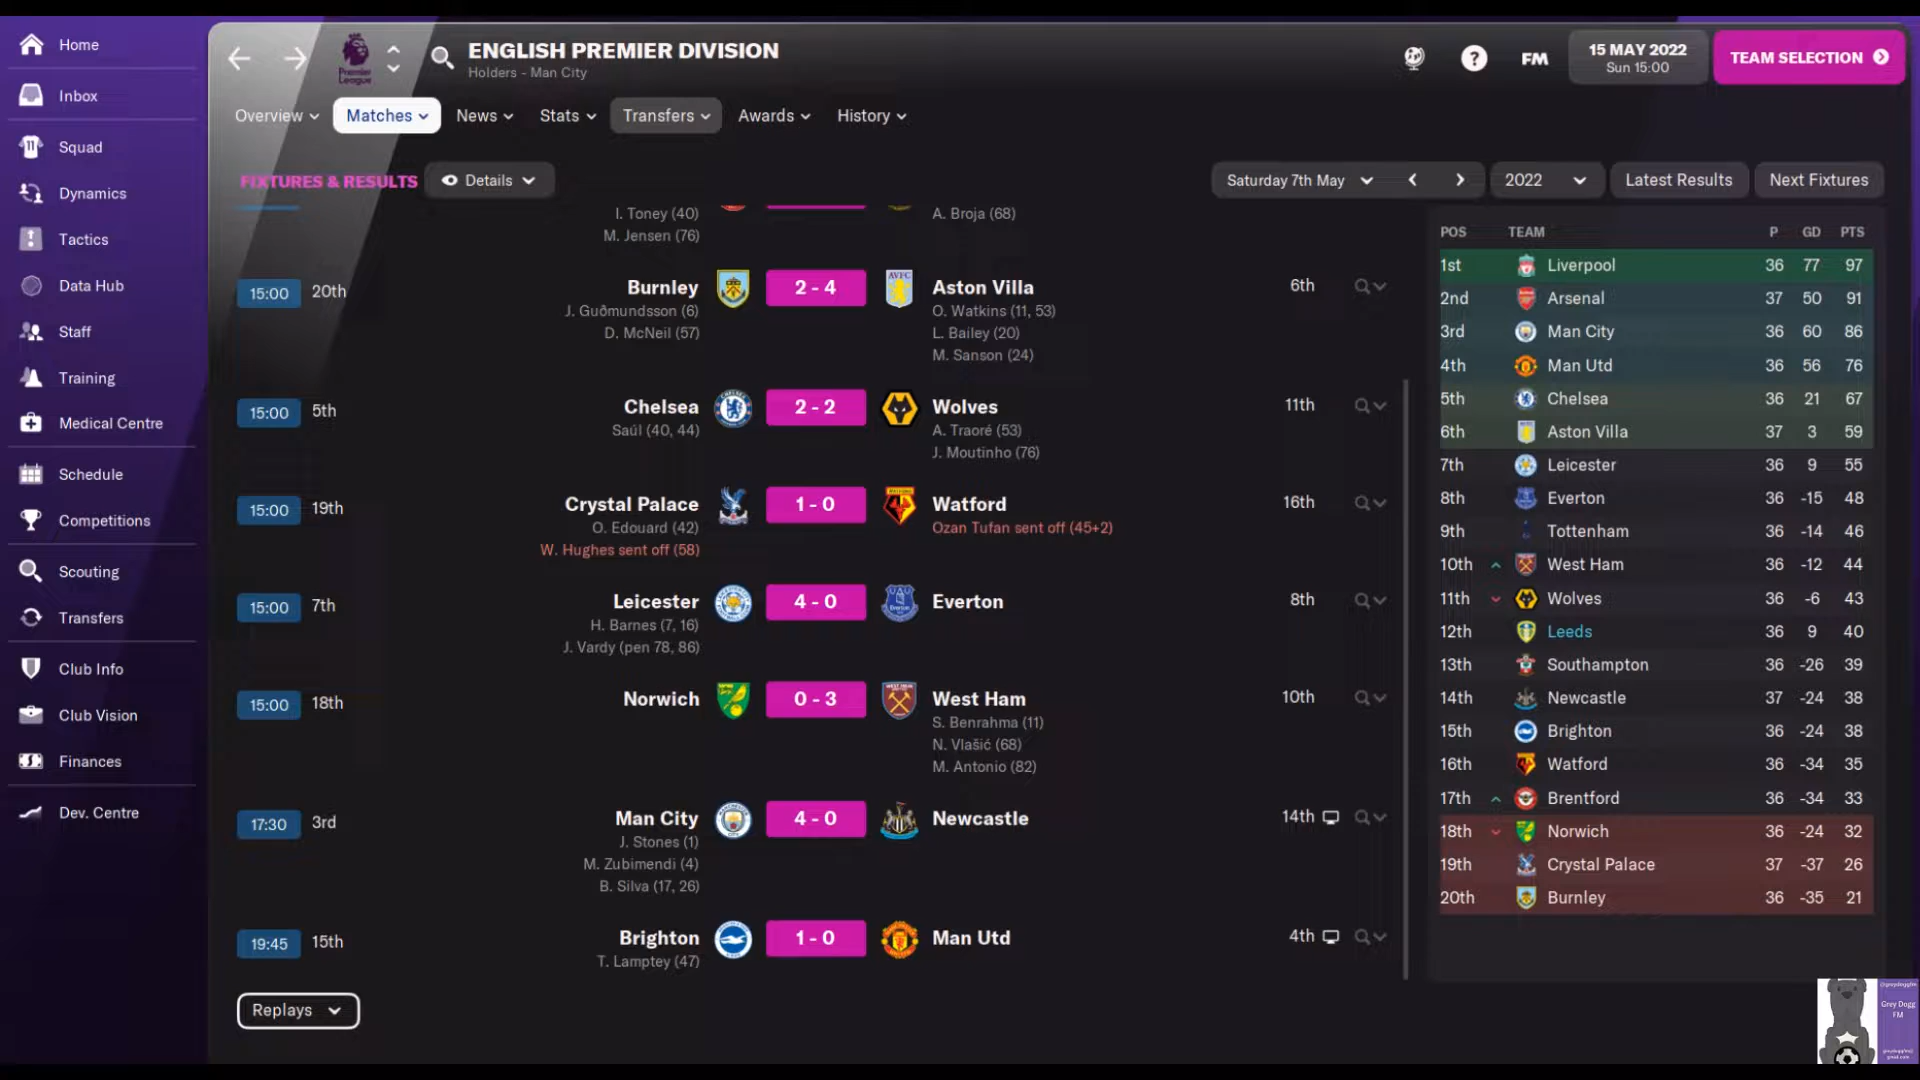 Home
Inbox
Squad
Dynamics
Tactics
Data Hub
Staff
Training
Medical Centre
Schedule
Competitions
Scouting
Transfers
Club Info
Club Vision
Finances
Dev. Centre
Premier League
ENGLISH PREMIER DIVISION
Holders - Man City
FM
15 MAY 2022
Sun 15:00
TEAM SELECTION
Overview
Matches
News
Stats
Transfers
Awards
History
FIXTURES & RESULTS
Details
Saturday 7th May
2022
Latest Results
Next Fixtures
I. Toney (40)
A. Broja (68)
M. Jensen (76)
15:00 20th Burnley 2 - 4 Aston Villa 6th
J. Guðmundsson (6) O. Watkins (11, 53)
D. McNeil (57) L. Bailey (20)
M. Sanson (24)
15:00 5th Chelsea 2 - 2 Wolves 11th
Saúl (40, 44) A. Traoré (53)
J. Moutinho (76)
15:00 19th Crystal Palace 1 - 0 Watford 16th
O. Edouard (42) Ozan Tufan sent off (45+2)
W. Hughes sent off (58)
15:00 7th Leicester 4 - 0 Everton 8th
H. Barnes (7, 16)
J. Vardy (pen 78, 86)
15:00 18th Norwich 0 - 3 West Ham 10th
S. Benrahma (11)
N. Vlašić (68)
M. Antonio (82)
17:30 3rd Man City 4 - 0 Newcastle 14th
J. Stones (1)
M. Zubimendi (4)
B. Silva (17, 26)
19:45 15th Brighton 1 - 0 Man Utd 4th
T. Lamptey (47)
Replays
POS TEAM P GD PTS
1st Liverpool 36 77 97
2nd Arsenal 37 50 91
3rd Man City 36 60 86
4th Man Utd 36 56 76
5th Chelsea 36 21 67
6th Aston Villa 37 3 59
7th Leicester 36 9 55
8th Everton 36 -15 48
9th Tottenham 36 -14 46
10th West Ham 36 -12 44
11th Wolves 36 -6 43
12th Leeds 36 9 40
13th Southampton 36 -26 39
14th Newcastle 37 -24 38
15th Brighton 36 -24 38
16th Watford 36 -34 35
17th Brentford 36 -34 33
18th Norwich 36 -24 32
19th Crystal Palace 37 -37 26
20th Burnley 36 -35 21
Grey Dogg
FM